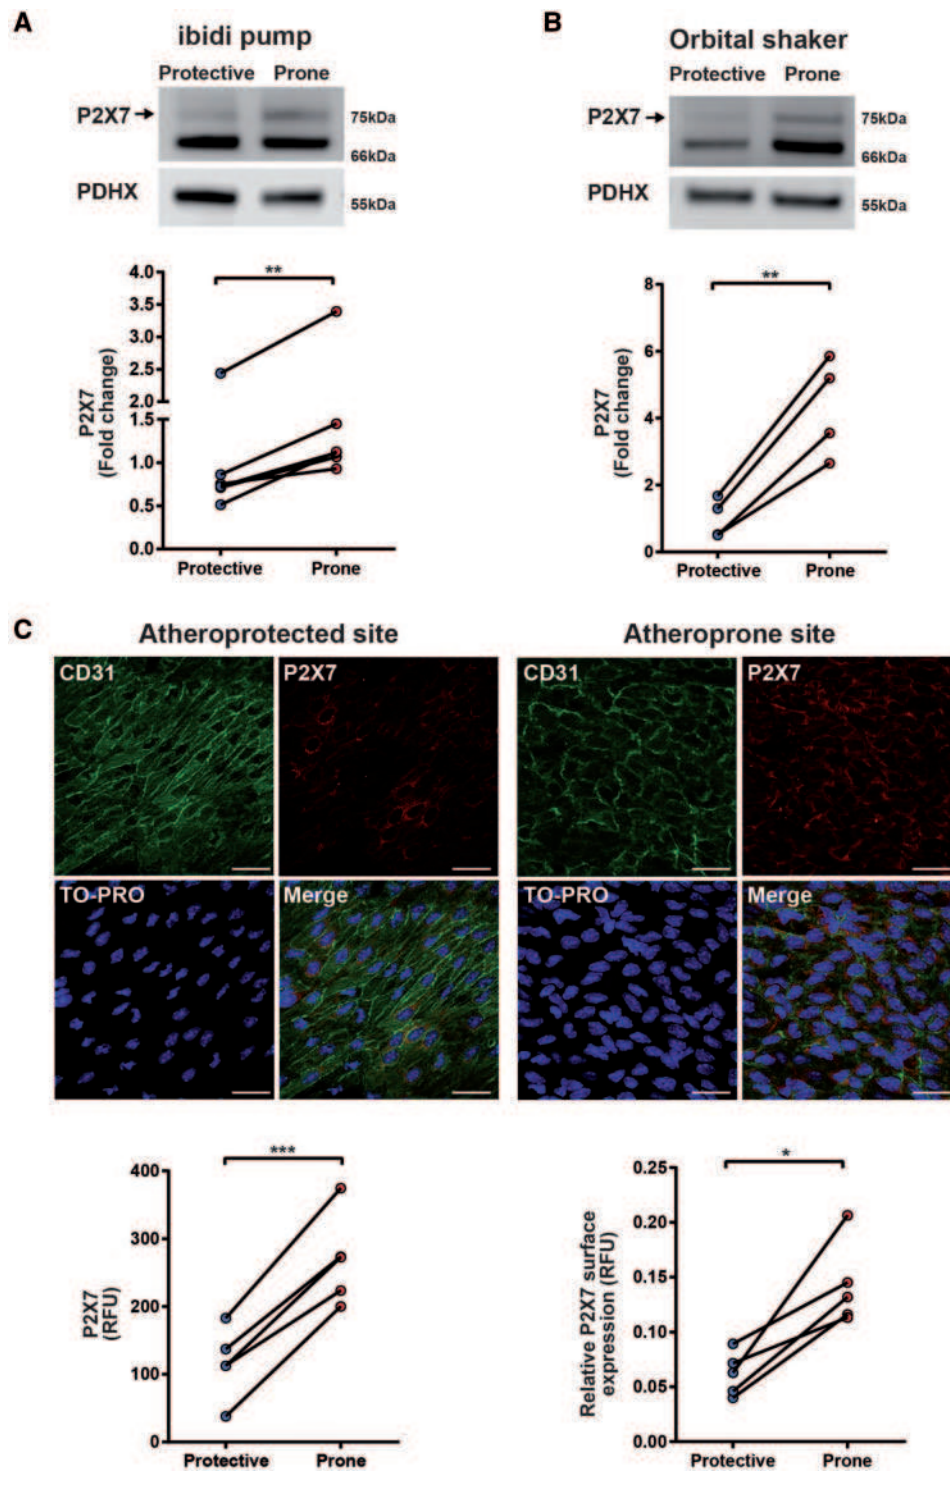 A
ibidi pump
Protective Prone
P2X7
75kDa
66kDa
PDHX
55kDa
**
4.0
3.5
3.0
2.5
2.0
1.5
1.0
0.5
0.0
P2X7
(Fold change)
Protective Prone
B
Orbital shaker
Protective Prone
P2X7
75kDa
66kDa
PDHX
55kDa
**
8
6
4
2
0
P2X7
(Fold change)
Protective Prone
C
Atheroprotected site
Atheroprone site
CD31
P2X7
CD31
P2X7
TO-PRO
Merge
TO-PRO
Merge
***
400
300
200
100
0
P2X7
(RFU)
Protective Prone
*
0.25
0.20
0.15
0.10
0.05
0.00
Relative P2X7 surface
expression (RFU)
Protective Prone